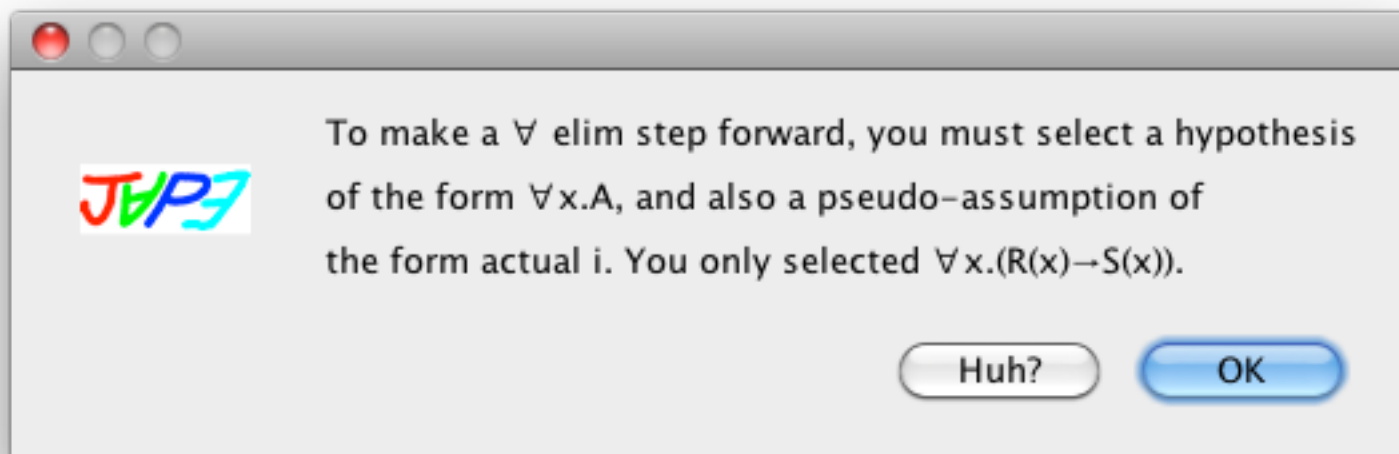 JAPE
To make a ∀ elim step forward, you must select a hypothesis
of the form ∀x.A, and also a pseudo-assumption of
the form actual i. You only selected ∀x.(R(x)→S(x)).
Huh? OK